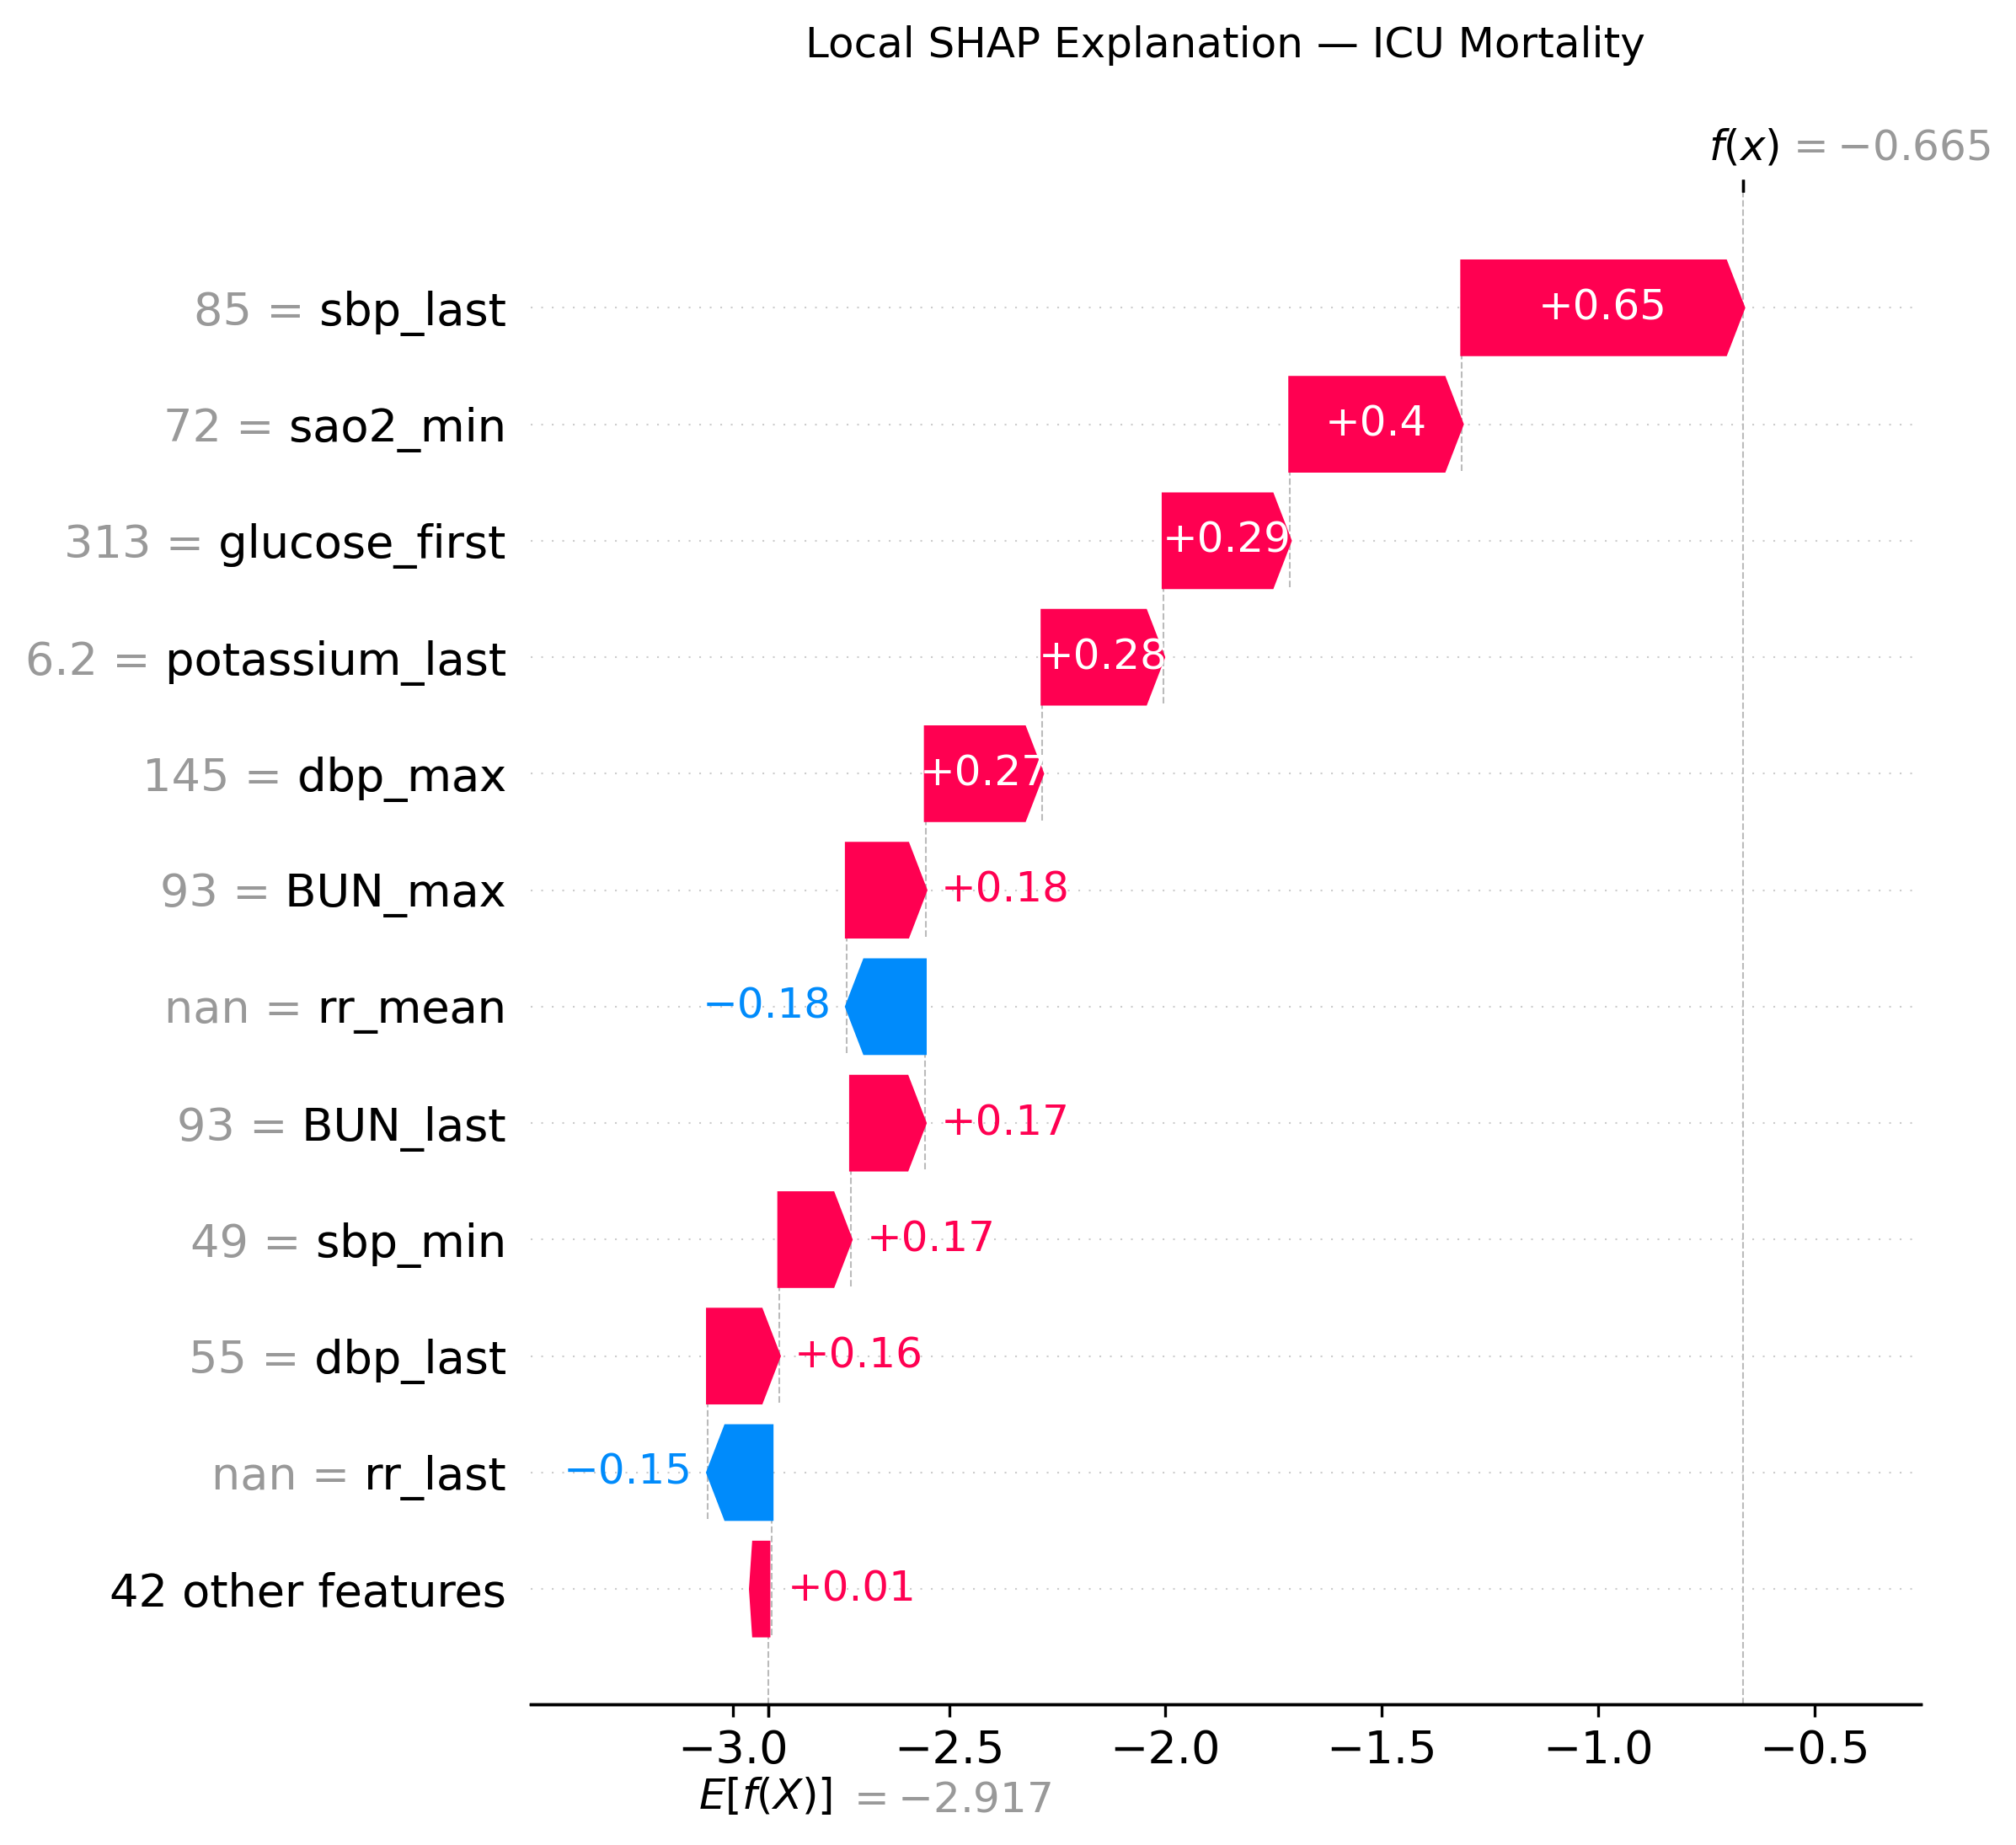 Local SHAP Explanation — ICU Mortality
f(x) = −0.665
85 = sbp_last +0.65
72 = sao2_min +0.4
313 = glucose_first +0.29
6.2 = potassium_last +0.28
145 = dbp_max +0.27
93 = BUN_max +0.18
nan = rr_mean −0.18
93 = BUN_last +0.17
49 = sbp_min +0.17
55 = dbp_last +0.16
nan = rr_last −0.15
42 other features +0.01
−3.0 −2.5 −2.0 −1.5 −1.0 −0.5
E[f(X)] = −2.917